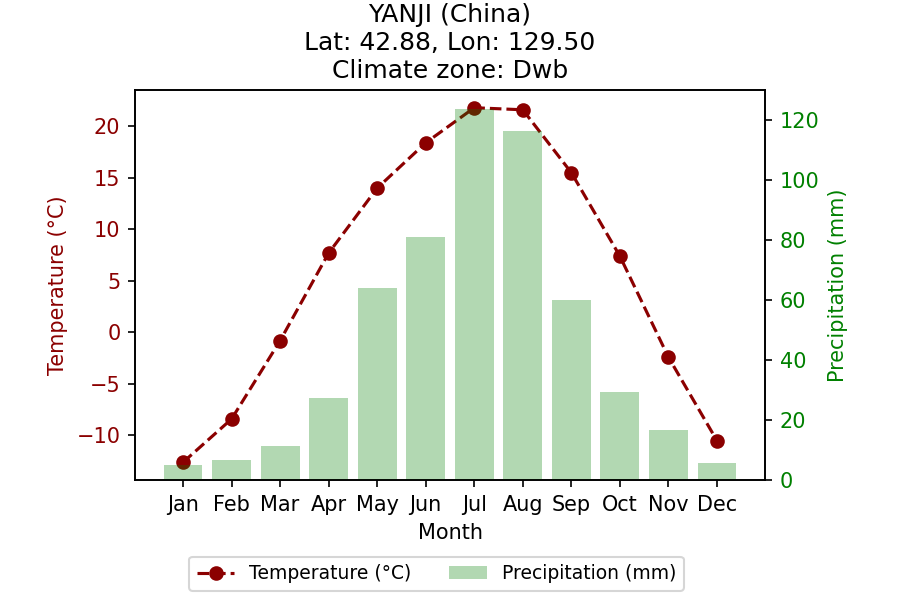 YANJI (China)
Lat: 42.88, Lon: 129.50
Climate zone: Dwb
20
15
10
5
0
−5
−10
Temperature (°C)
120
100
80
60
40
20
0
Precipitation (mm)
Jan Feb Mar Apr May Jun Jul Aug Sep Oct Nov Dec
Month
Temperature (°C) Precipitation (mm)